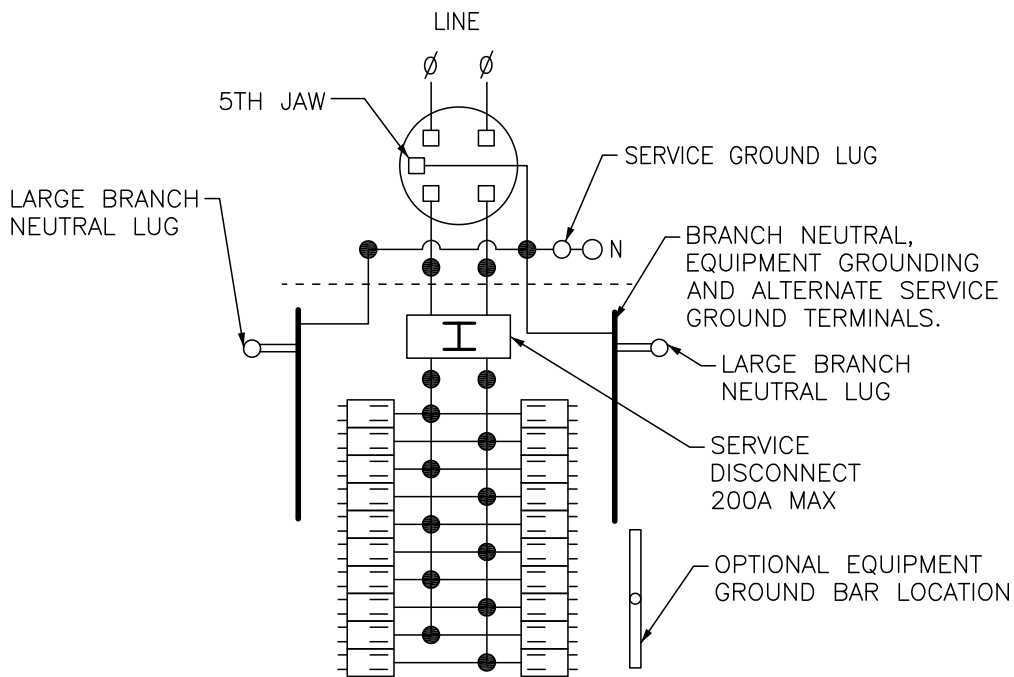 LINE
Ø Ø
5TH JAW
SERVICE GROUND LUG
LARGE BRANCH
NEUTRAL LUG
N
BRANCH NEUTRAL,
EQUIPMENT GROUNDING
AND ALTERNATE SERVICE
GROUND TERMINALS.
LARGE BRANCH
NEUTRAL LUG
SERVICE
DISCONNECT
200A MAX
OPTIONAL EQUIPMENT
GROUND BAR LOCATION